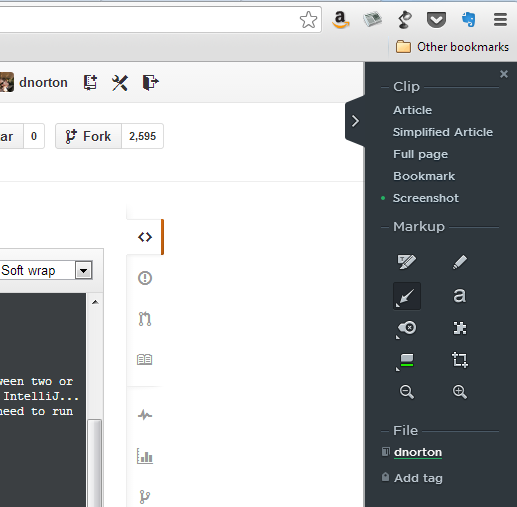 Other bookmarks
dnorton
ar 0 Fork 2,595
Soft wrap
ween two or
IntelliJ...
need to run
Clip
Article
Simplified Article
Full page
Bookmark
Screenshot
Markup
a
File
dnorton
Add tag